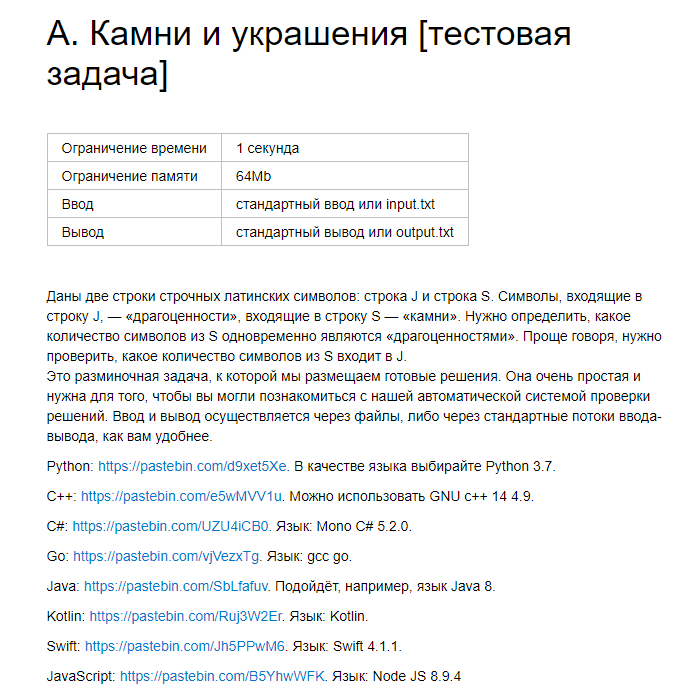 A. Камни и украшения [тестовая
задача]
Ограничение времени 1 секунда
Ограничение памяти 64Mb
Ввод стандартный ввод или input.txt
Вывод стандартный вывод или output.txt
Даны две строки строчных латинских символов: строка J и строка S. Символы, входящие в
строку J, — «драгоценности», входящие в строку S — «камни». Нужно определить, какое
количество символов из S одновременно являются «драгоценностями». Проще говоря, нужно
проверить, какое количество символов из S входит в J.
Это разминочная задача, к которой мы размещаем готовые решения. Она очень простая и
нужна для того, чтобы вы могли познакомиться с нашей автоматической системой проверки
решений. Ввод и вывод осуществляется через файлы, либо через стандартные потоки ввода-
вывода, как вам удобнее.
Python: https://pastebin.com/d9xet5Xe. В качестве языка выбирайте Python 3.7.
C++: https://pastebin.com/e5wMVV1u. Можно использовать GNU c++ 14 4.9.
C#: https://pastebin.com/UZU4iCB0. Язык: Mono C# 5.2.0.
Go: https://pastebin.com/vjVezxTg. Язык: gcc go.
Java: https://pastebin.com/SbLfafuv. Подойдёт, например, язык Java 8.
Kotlin: https://pastebin.com/Ruj3W2Er. Язык: Kotlin.
Swift: https://pastebin.com/Jh5PPwM6. Язык: Swift 4.1.1.
JavaScript: https://pastebin.com/B5YhwWFK. Язык: Node JS 8.9.4